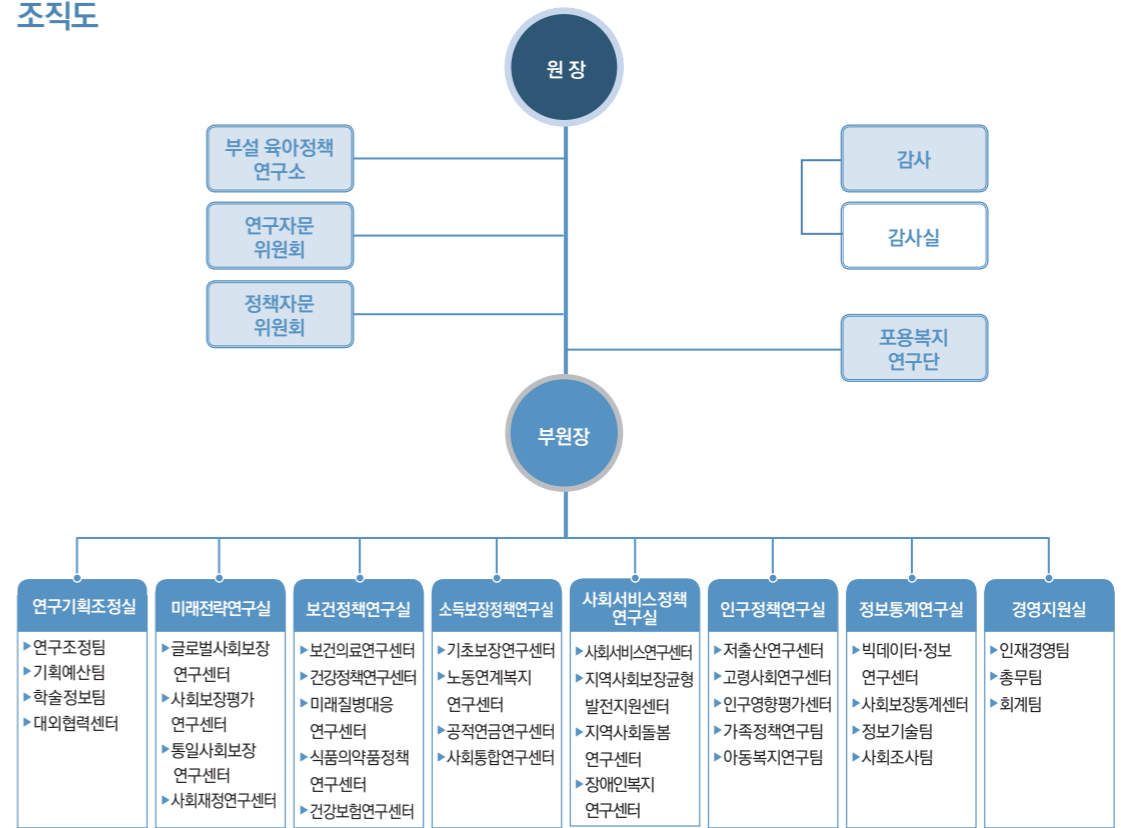 조직도
원 장
부설 육아정책
연구소
연구자문
위원회
정책자문
위원회
감사
감사실
포용복지
연구단
부원장
연구기획조정실
▶연구조정팀
▶기획예산팀
▶학술정보팀
▶대외협력센터
미래전략연구실
▶글로벌사회보장
연구센터
▶사회보장평가
연구센터
▶통일사회보장
연구센터
▶사회재정연구센터
보건정책연구실
▶보건의료연구센터
▶건강정책연구센터
▶미래질병대응
연구센터
▶식품의약품정책
연구센터
▶건강보험연구센터
소득보장정책연구실
▶기초보장연구센터
▶노동연계복지
연구센터
▶공적연금연구센터
▶사회통합연구센터
사회서비스정책
연구실
▶사회서비스연구센터
▶지역사회보장균형
발전지원센터
▶지역사회돌봄
연구센터
▶장애인복지
연구센터
인구정책연구실
▶저출산연구센터
▶고령사회연구센터
▶인구영향평가센터
▶가족정책연구팀
▶아동복지연구팀
정보통계연구실
▶빅데이터·정보
연구센터
▶사회보장통계센터
▶정보기술팀
▶사회조사팀
경영지원실
▶인재경영팀
▶총무팀
▶회계팀